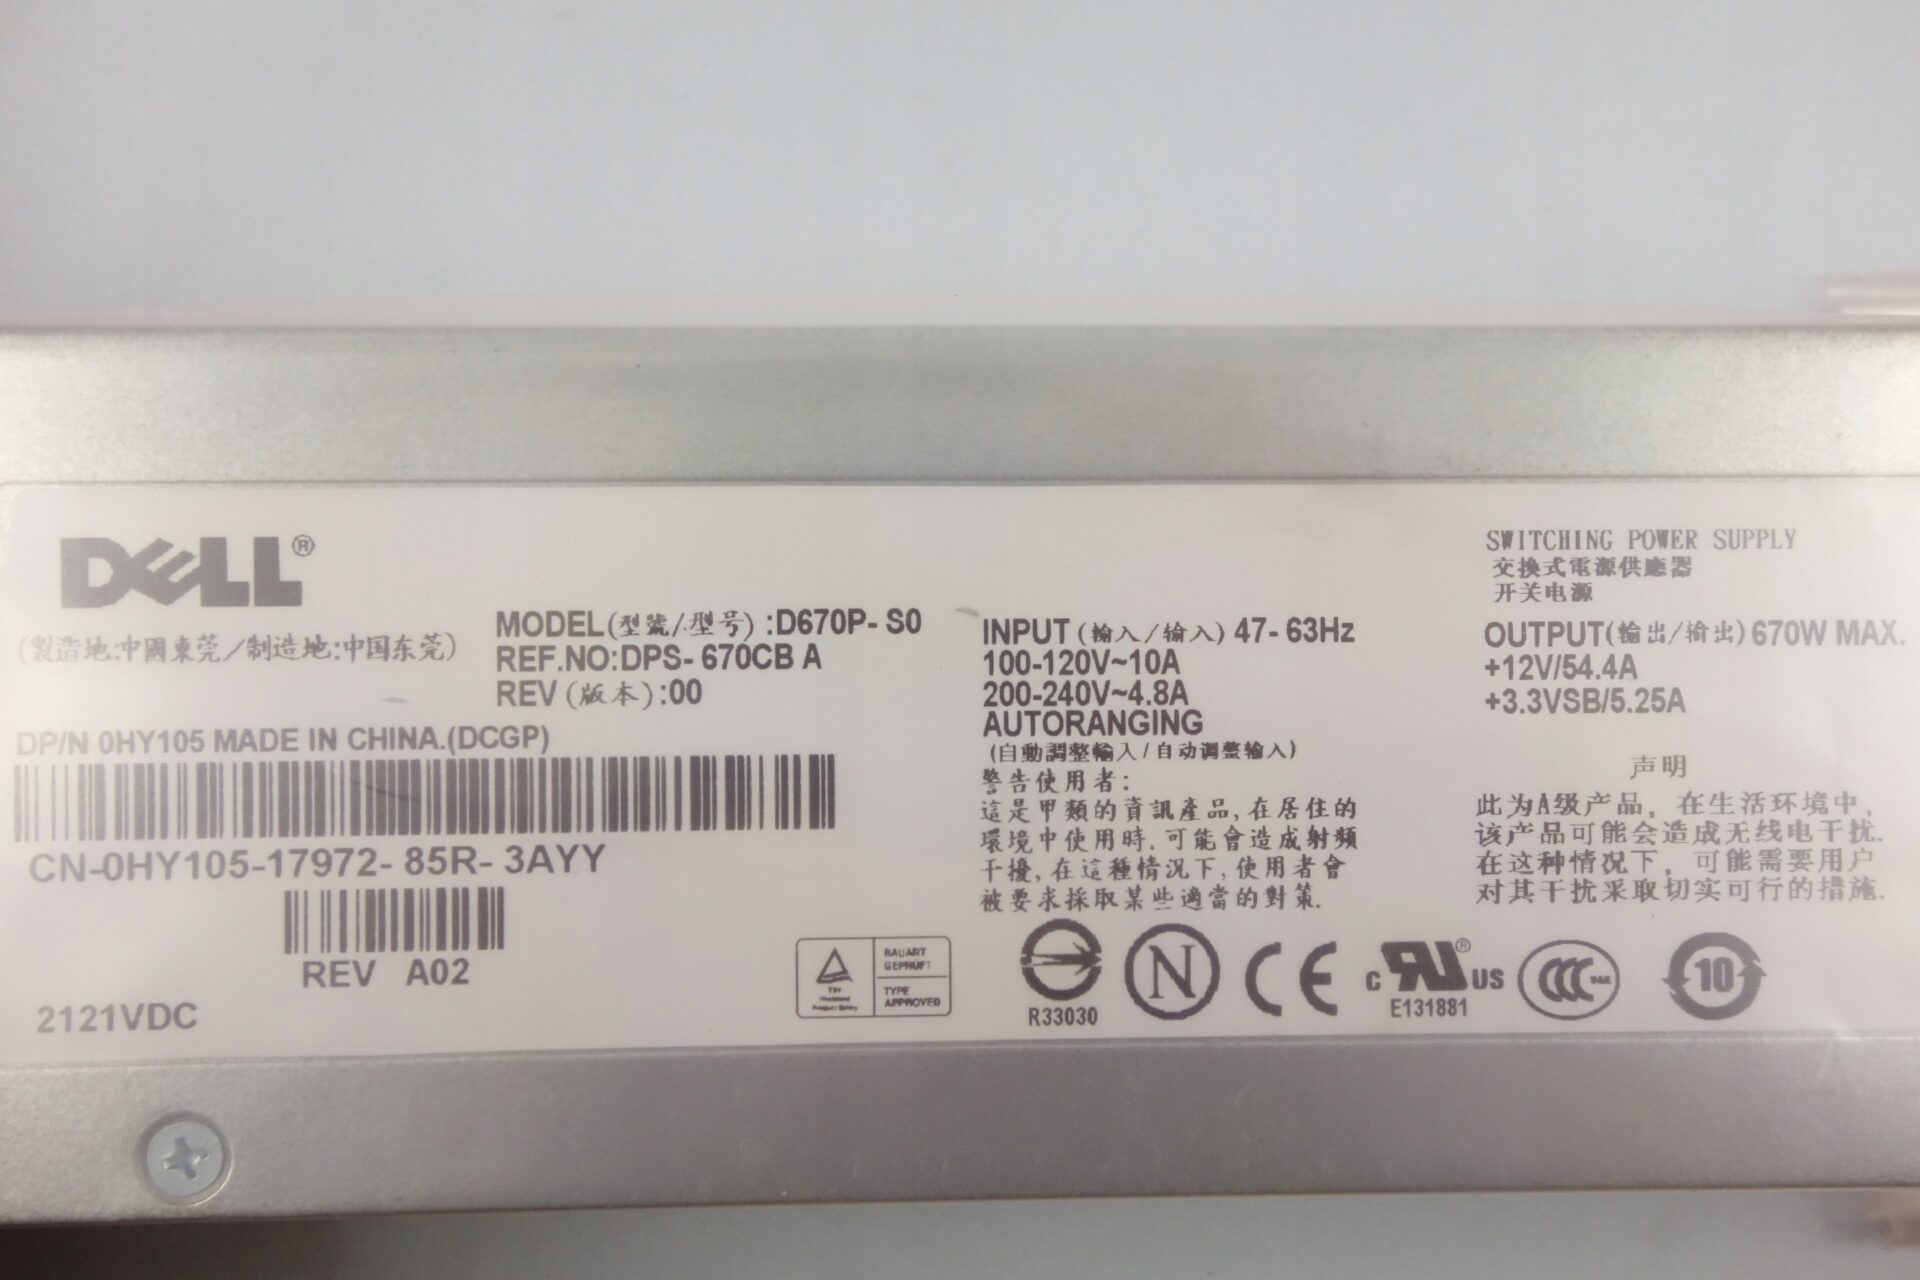 DELL®
(製造地:中國東莞/制造地:中国东莞)
MODEL(型號/型号):D670P-S0
REF.NO:DPS-670CB A
REV(版本):00
DP/N 0HY105 MADE IN CHINA.(DCGP)
CN-0HY105-17972-85R-3AYY
REV A02
2121VDC
INPUT(輸入/输入)47-63Hz
100-120V~10A
200-240V~4.8A
AUTORANGING
(自動調整輸入/自动调整输入)
警告使用者:
這是甲類的資訊產品,在居住的
環境中使用時,可能會造成射頻
干擾,在這種情況下,使用者會
被要求採取某些適當的對策.
SWITCHING POWER SUPPLY
交換式電源供應器
开关电源
OUTPUT(輸出/输出)670W MAX.
+12V/54.4A
+3.3VSB/5.25A
声明
此为A级产品, 在生活环境中,
该产品可能会造成无线电干扰.
在这种情况下, 可能需要用户
对其干扰采取切实可行的措施.
BAUART
GEPRÜFT
TYPE
APPROVED
R33030
N
CE
c RU® US
E131881
CCC S&E
10